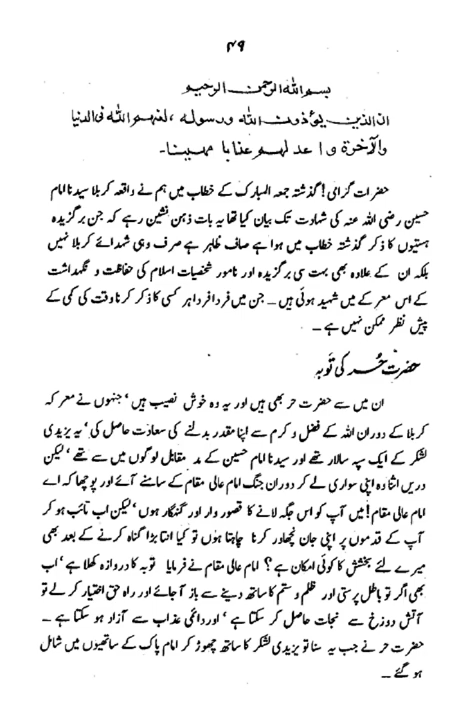 ۴۹
بسم الله الرحمن الرحيم
ان الذين يؤذون الله ورسوله ، لعنهم الله فى الدنيا
والآخرة واعد لهم عذابا مهينا۔
حضرات گرامی! گذشتہ جمعۃ المبارک کے خطاب میں ہم نے واقعہ کربلا سیدنا امام
حسین رضی اللہ عنہ کی شہادت تک بیان کیا تھا یہ بات ذہن نشین رہے کہ جن برگزیدہ
ہستیوں کا ذکر گذشتہ خطاب میں ہوا ہے صاف ظاہر ہے صرف وہی شہدائے کربلا نہیں
بلکہ ان کے علاوہ بھی بہت سی برگزیدہ اور نامور شخصیات اسلام کی حفاظت و نگہداشت
کے اس معرکے میں شہید ہوئی ہیں ۔ جن میں فردا فردا ہر کسی کا ذکر کرنا وقت کی کمی کے
پیش نظر ممکن نہیں ہے ۔
حضرت حُر کی توبہ
ان میں سے حضرت حر بھی ہیں اور یہ وہ خوش نصیب ہیں‘ جنہوں نے معرکہ
کربلا کے دوران اللہ کے فضل و کرم سے اپنا مقدر بدلنے کی سعادت حاصل کی‘ یہ یزیدی
لشکر کے ایک سپہ سالار تھے اور سیدنا امام حسین کے مد مقابل لوگوں میں سے تھے‘ لیکن
دریں اثنا وہ اپنی سواری لے کر دوران جنگ امام عالی مقام کے سامنے آئے اور پوچھا کہ اے
امام عالی مقام! میں آپ کو اس جگہ لانے کا قصور وار اور گنہگار ہوں‘ لیکن اب تائب ہو کر
آپ کے قدموں پر اپنی جان نچھاور کرنا چاہتا ہوں تو کیا اتنا بڑا گناہ کرنے کے بعد بھی
میرے لئے بخشش کا کوئی امکان ہے؟ امام عالی مقام نے فرمایا توبہ کا دروازہ کھلا ہے‘ اب
بھی اگر تو باطل پرستی اور ظلم و ستم کا ساتھ دینے سے باز آ جائے اور راہ حق اختیار کر لے تو
آتش دوزخ سے نجات حاصل کر سکتا ہے‘ اور دائمی عذاب سے آزاد ہو سکتا ہے ۔
حضرت حر نے جب یہ سنا تو یزیدی لشکر کا ساتھ چھوڑ کر امام پاک کے ساتھیوں میں شامل
ہو گئے ۔